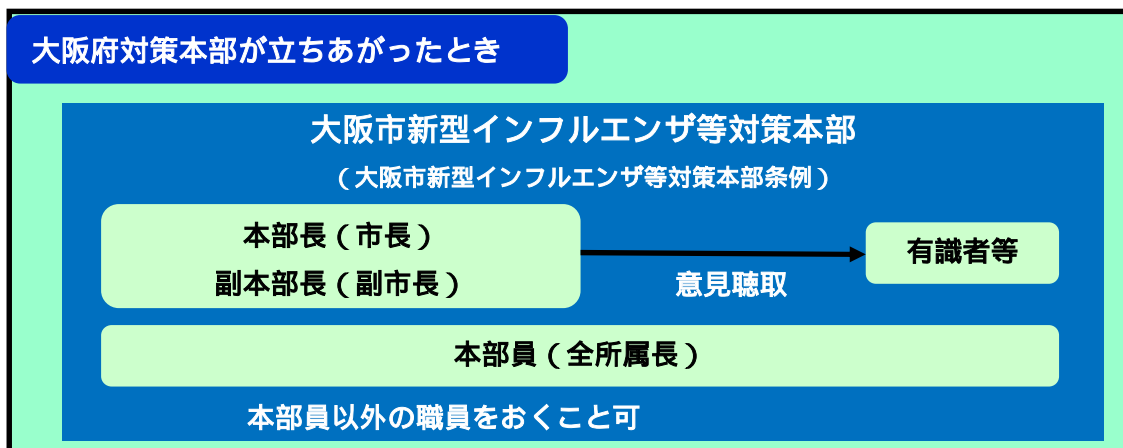 大阪府対策本部が立ちあがったとき
大阪市新型インフルエンザ等対策本部
（大阪市新型インフルエンザ等対策本部条例）
本部長（市長）
副本部長（副市長）
有識者等
意見聴取
本部員（全所属長）
本部員以外の職員をおくこと可